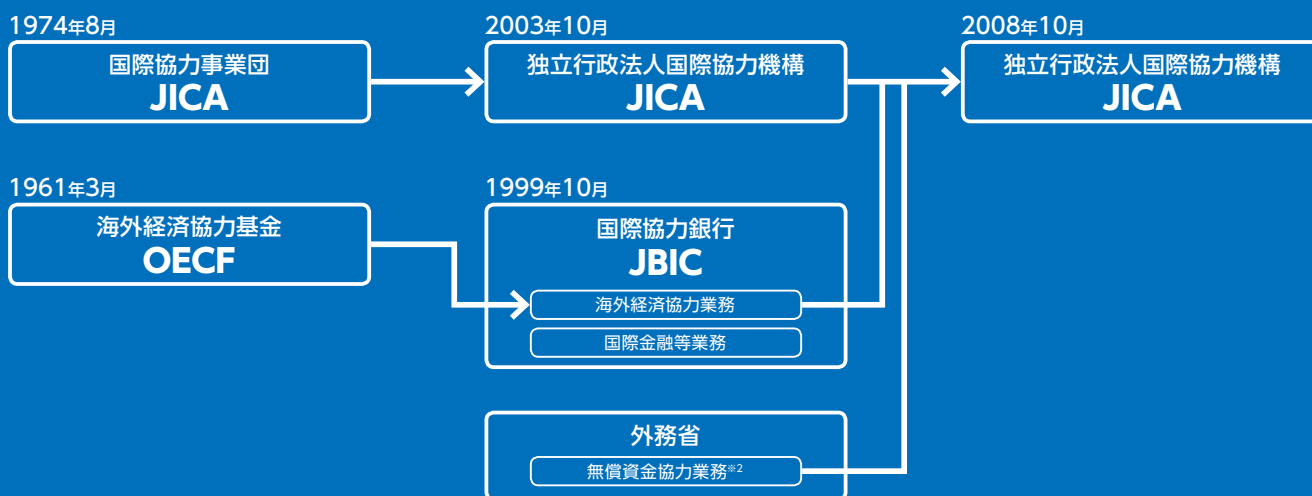 1974年8月
国際協力事業団
JICA
2003年10月
独立行政法人国際協力機構
JICA
2008年10月
独立行政法人国際協力機構
JICA
1961年3月
海外経済協力基金
OECF
1999年10月
国際協力銀行
JBIC
海外経済協力業務
国際金融等業務
外務省
無償資金協力業務※2